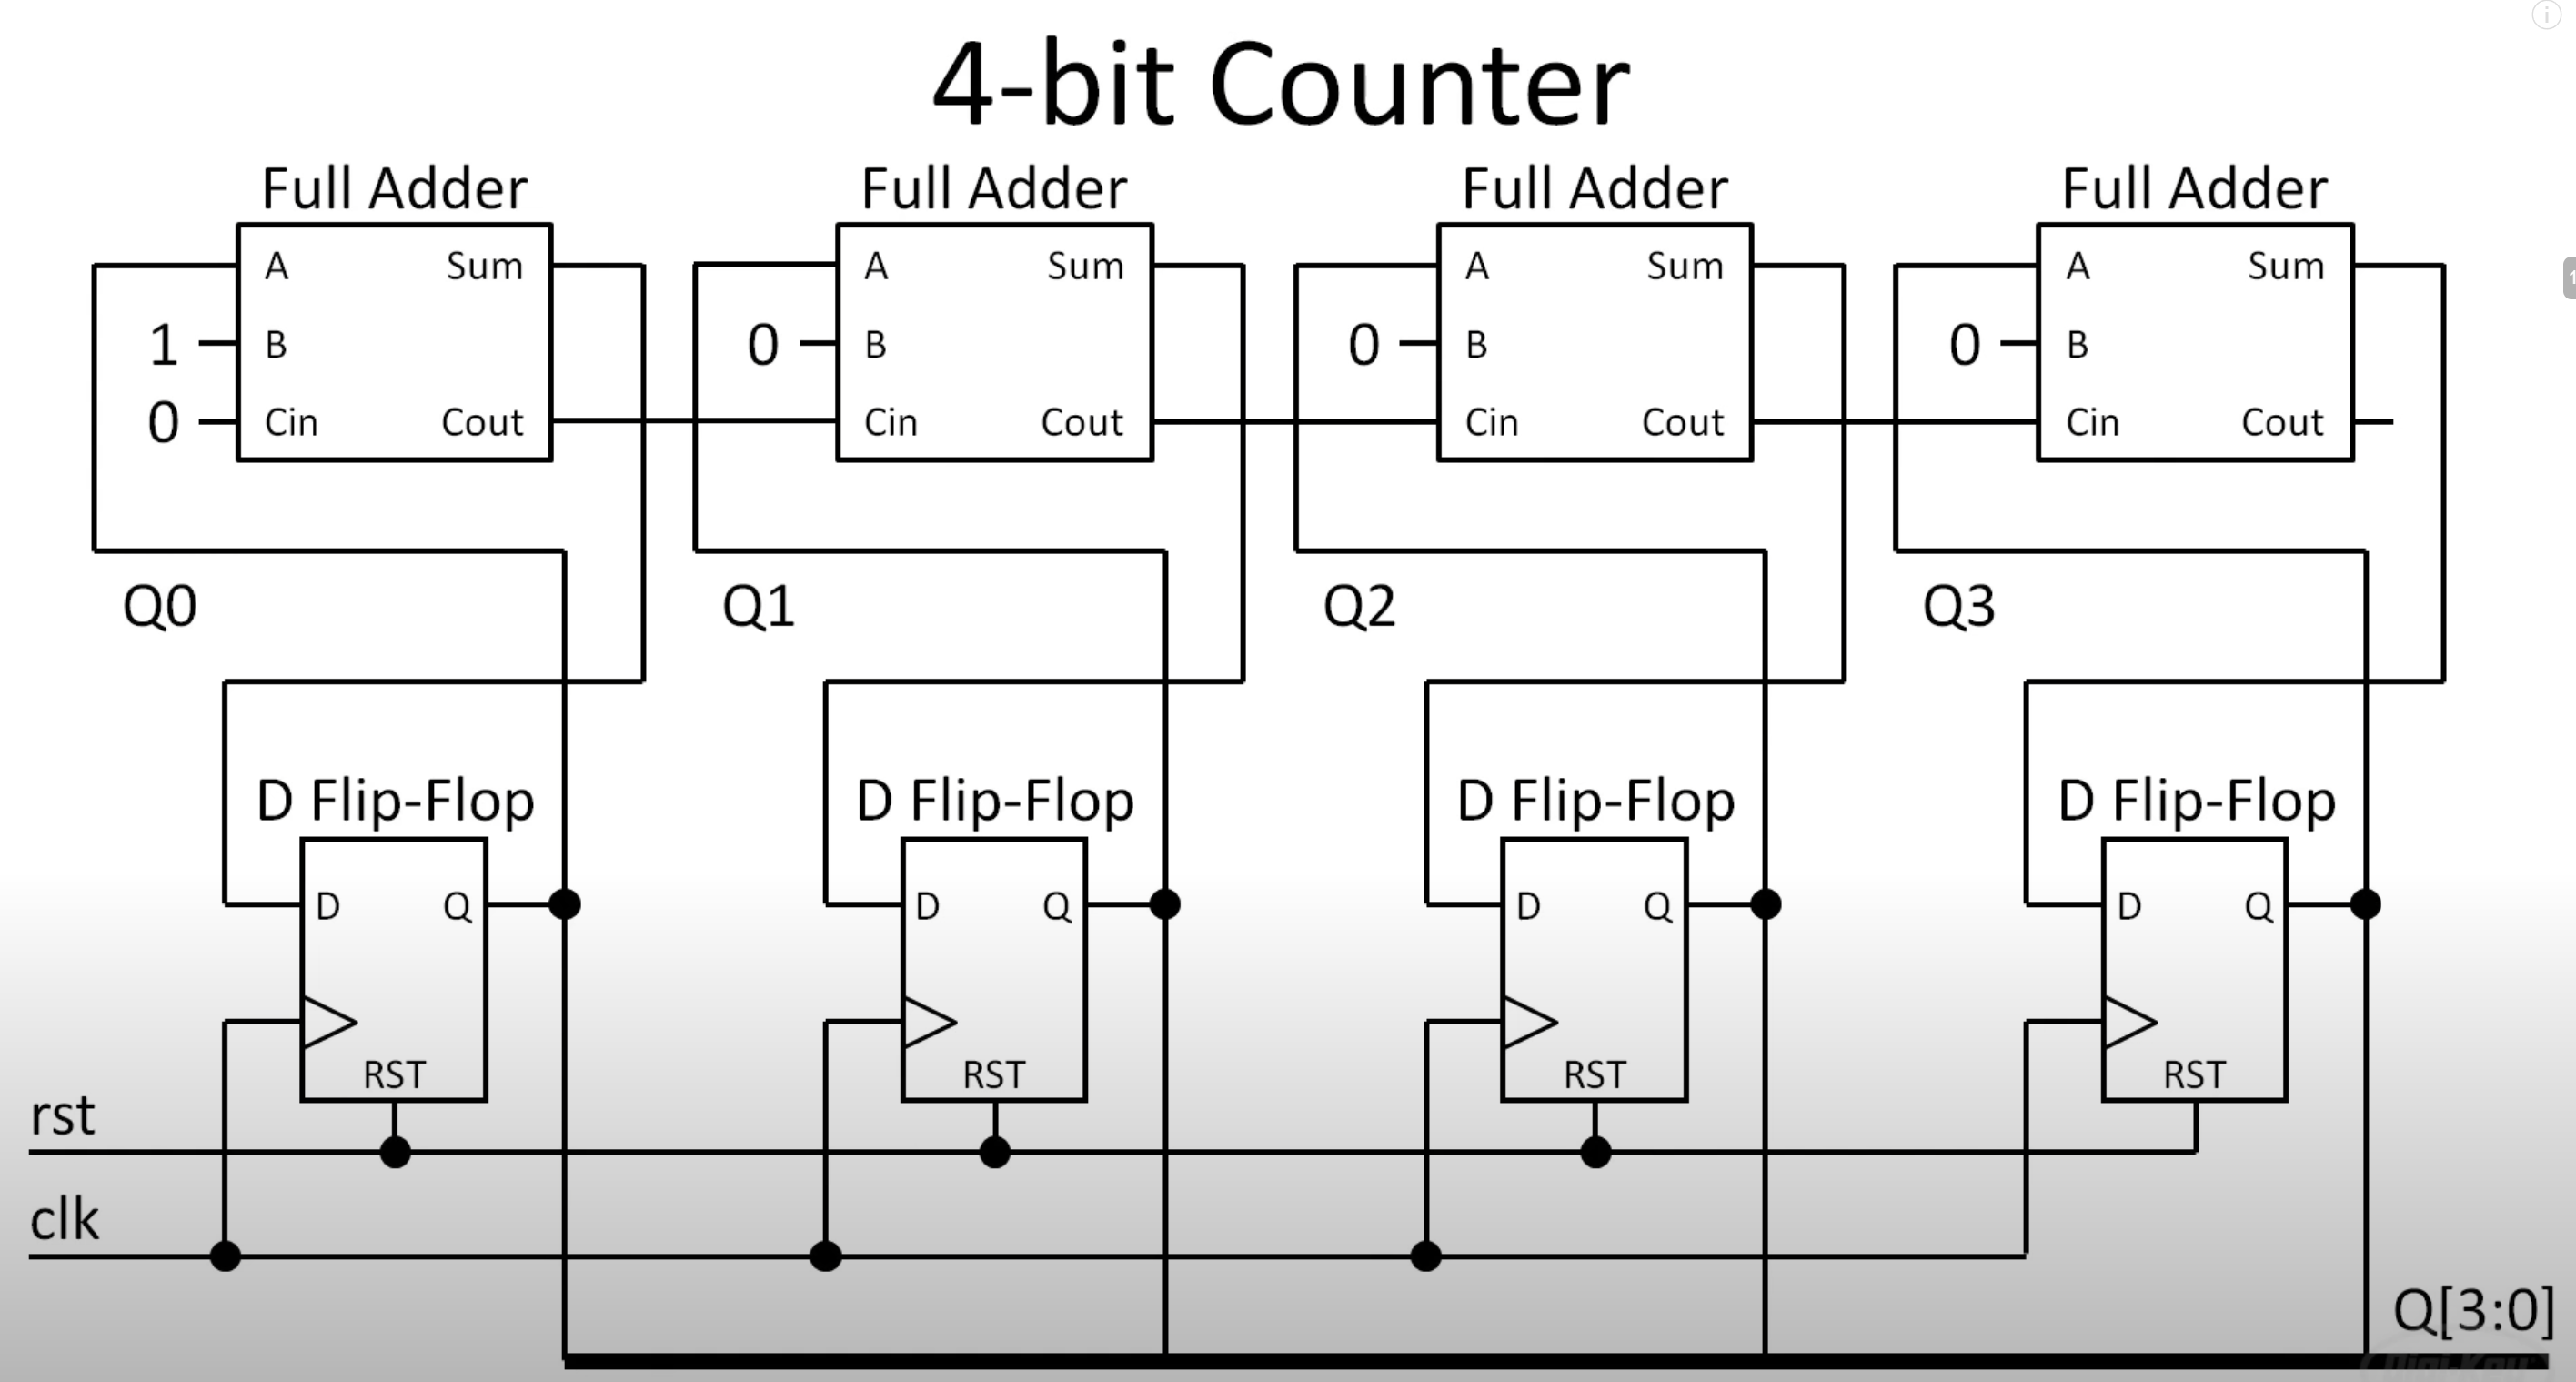 4-bit Counter
Full Adder Full Adder Full Adder Full Adder
A Sum A Sum A Sum A Sum
1 B 0 B 0 B 0 B
0 Cin Cout Cin Cout Cin Cout Cin Cout
Q0 Q1 Q2 Q3
D Flip-Flop D Flip-Flop D Flip-Flop D Flip-Flop
D Q D Q D Q D Q
RST RST RST RST
rst
clk
Q[3:0]
Digi-Key